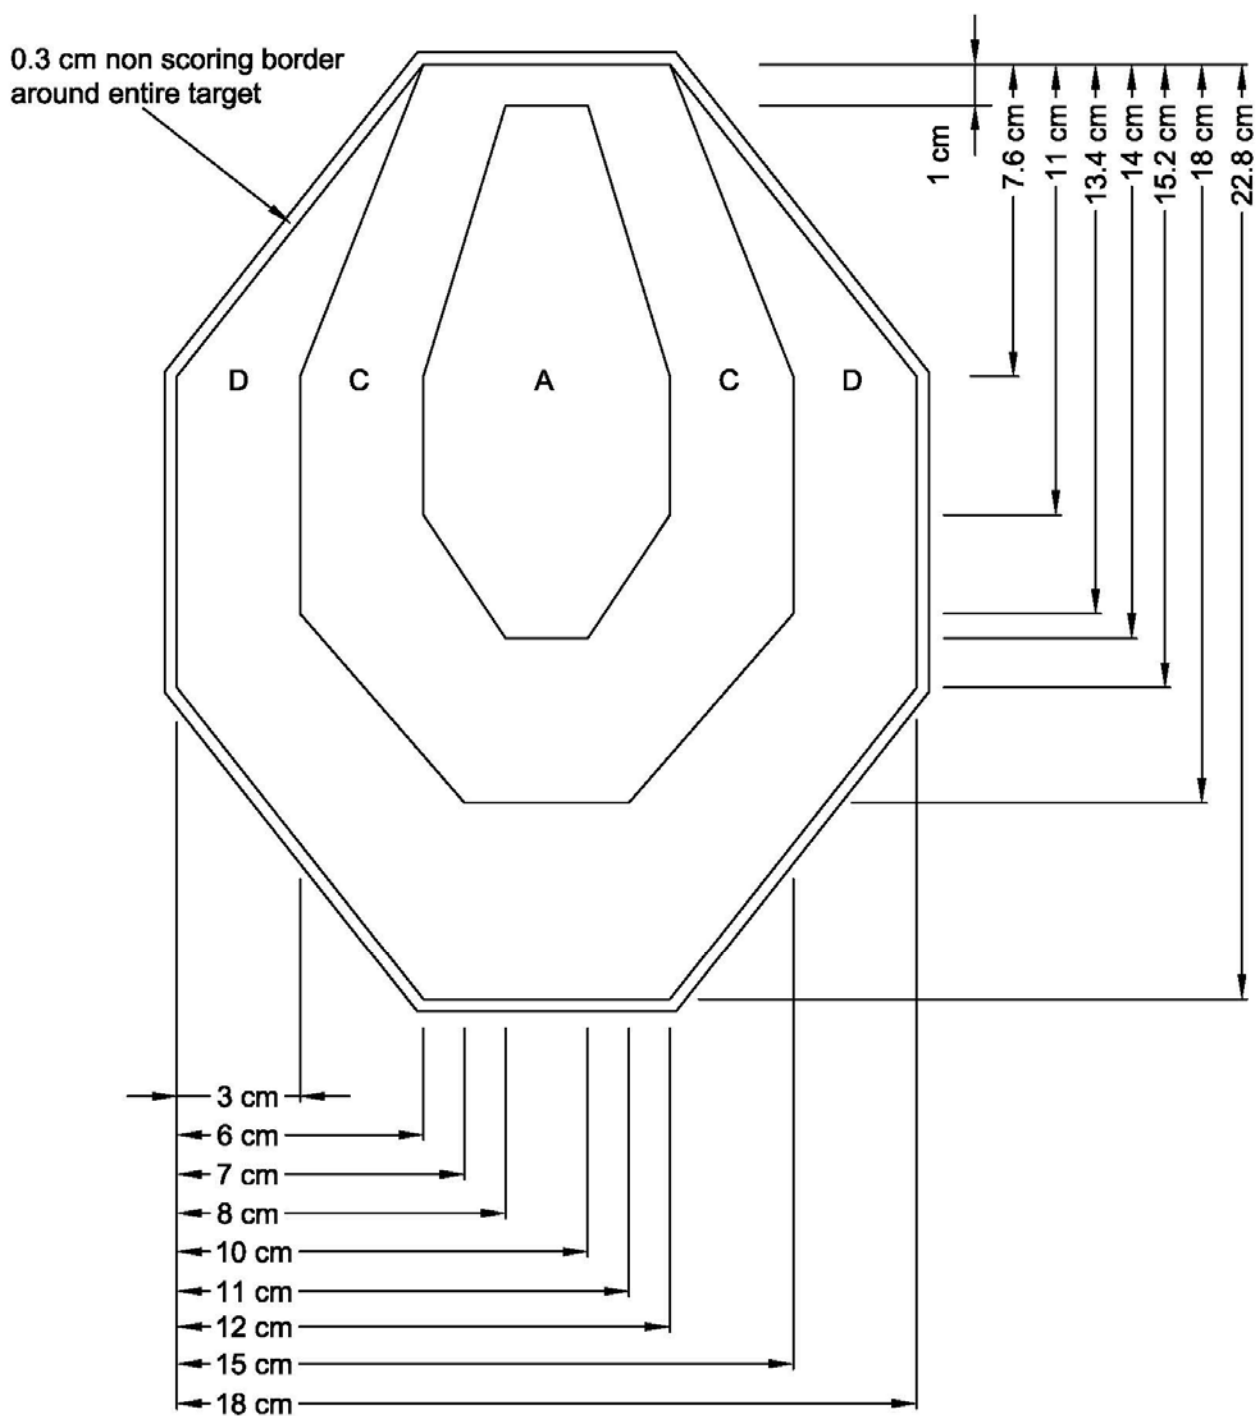 0.3 cm non scoring border
around entire target
1 cm
7.6 cm
11 cm
13.4 cm
14 cm
15.2 cm
18 cm
22.8 cm
D
C
A
C
D
3 cm
6 cm
7 cm
8 cm
10 cm
11 cm
12 cm
15 cm
18 cm